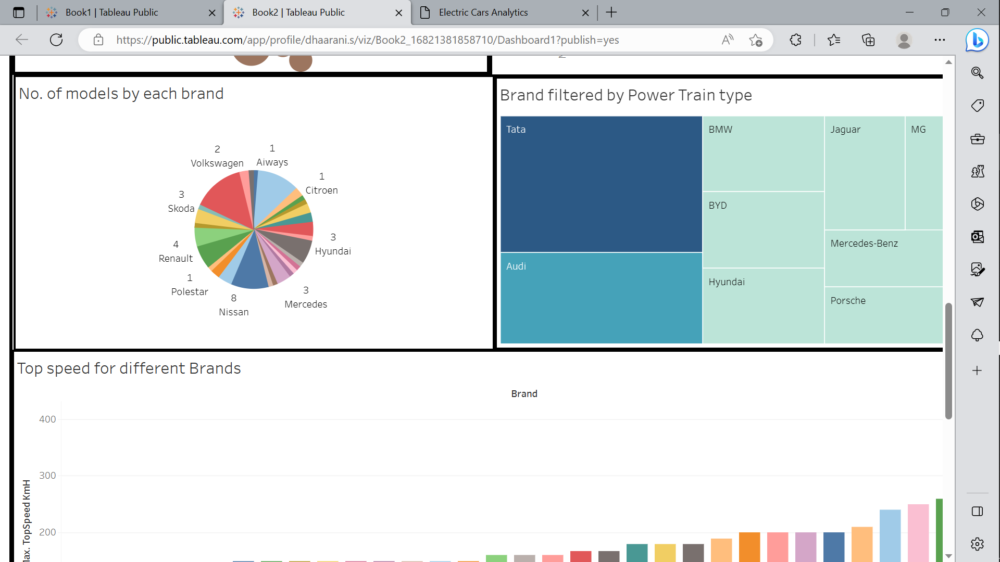 Book1 | Tableau Public
Book2 | Tableau Public
Electric Cars Analytics
https://public.tableau.com/app/profile/dhaarani.s/viz/Book2_16821381858710/Dashboard1?publish=yes
No. of models by each brand
2
Volkswagen
1
Aiways
1
Citroen
3
Skoda
3
Hyundai
4
Renault
1
Polestar
8
Nissan
3
Mercedes
Brand filtered by Power Train type
Tata
BMW
Jaguar
MG
BYD
Mercedes-Benz
Audi
Hyundai
Porsche
Top speed for different Brands
Brand
400
300
200
TopSpeed KmH